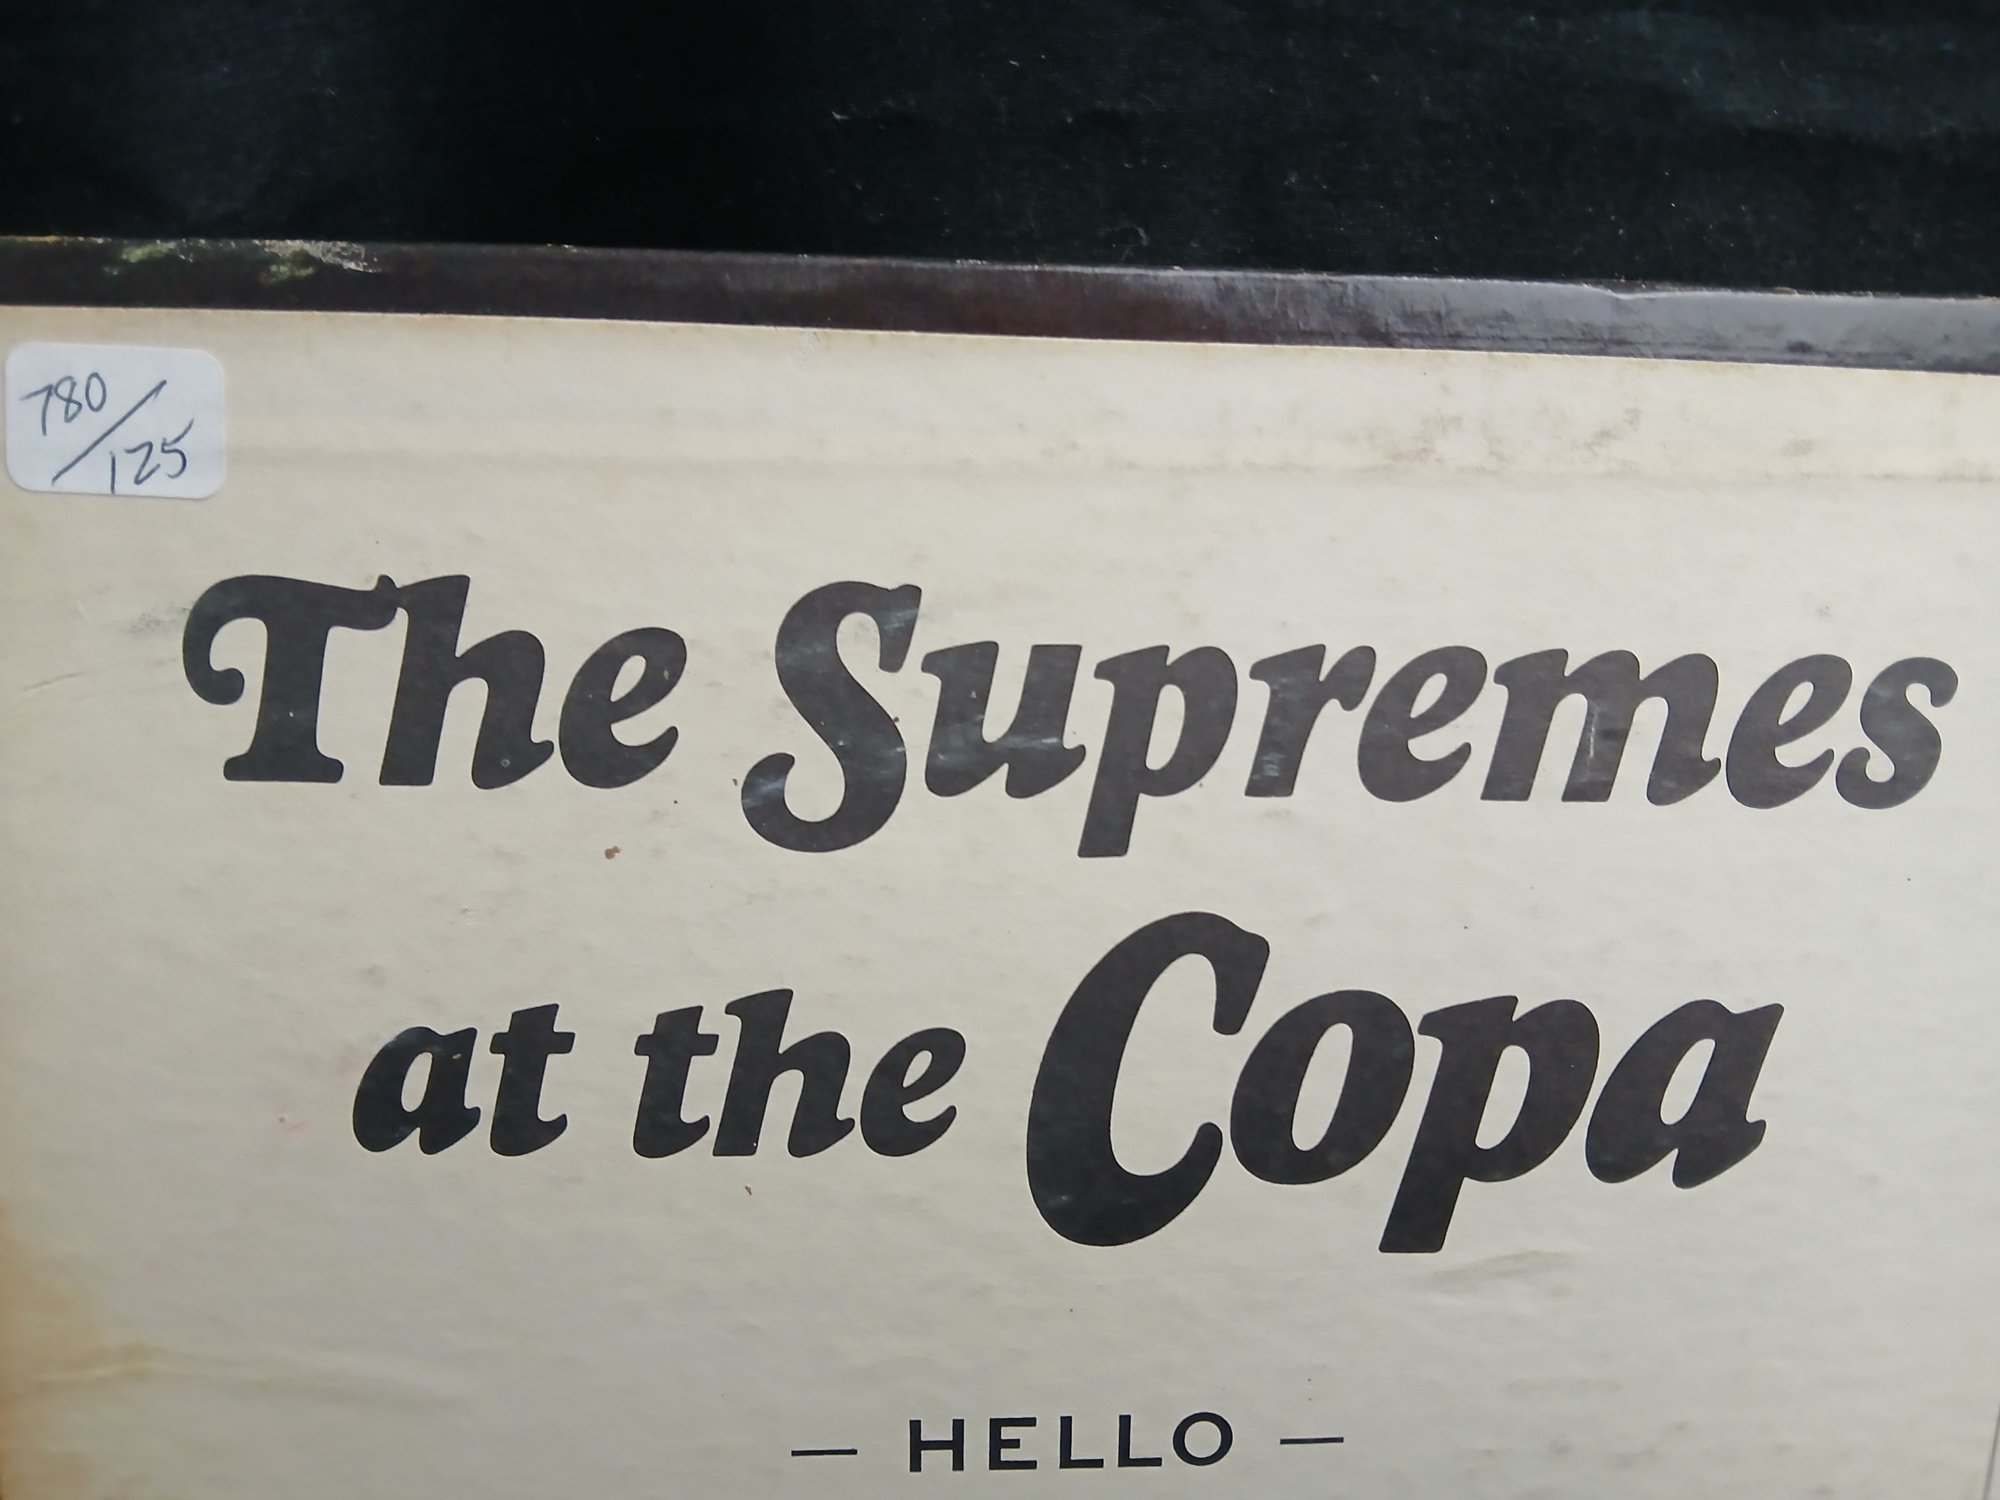 780/125
The Supremes
at the Copa
— HELLO —